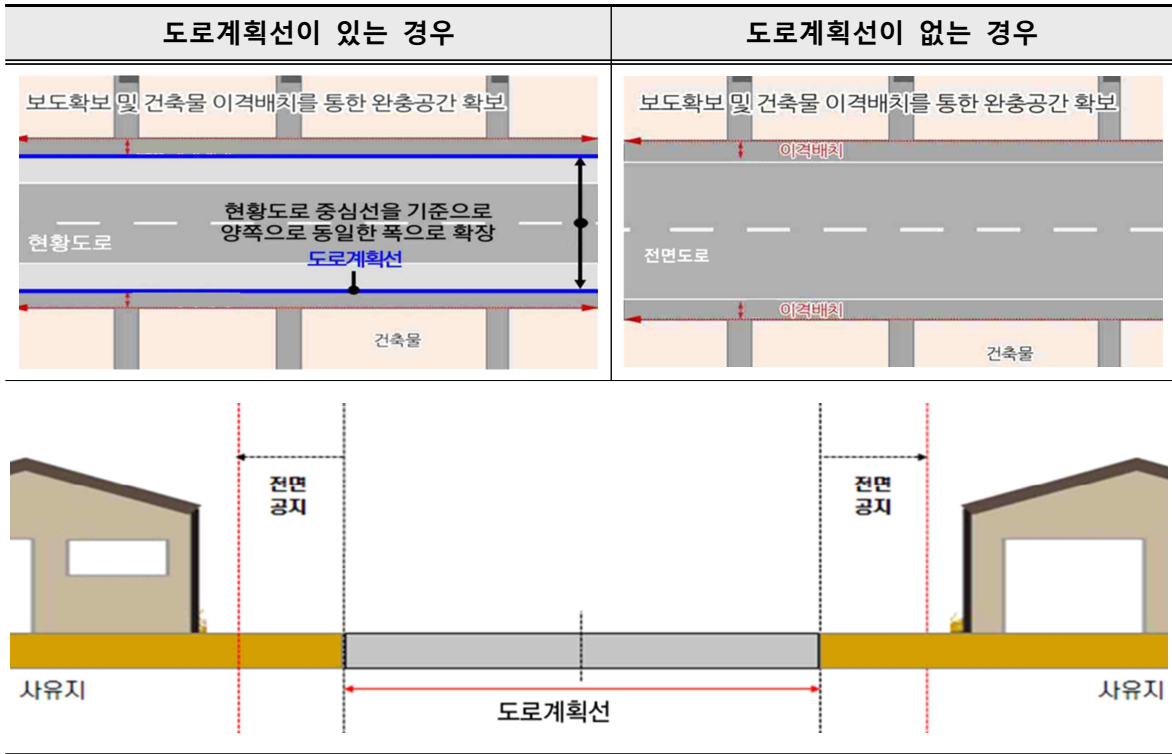 도로계획선이 있는 경우
도로계획선이 없는 경우
보도확보 및 건축물 이격배치를 통한 완충공간 확보
현황도로 중심선을 기준으로
양쪽으로 동일한 폭으로 확장
현황도로
도로계획선
건축물
보도확보 및 건축물 이격배치를 통한 완충공간 확보
이격배치
전면도로
이격배치
건축물
전면
공지
전면
공지
사유지
사유지
도로계획선